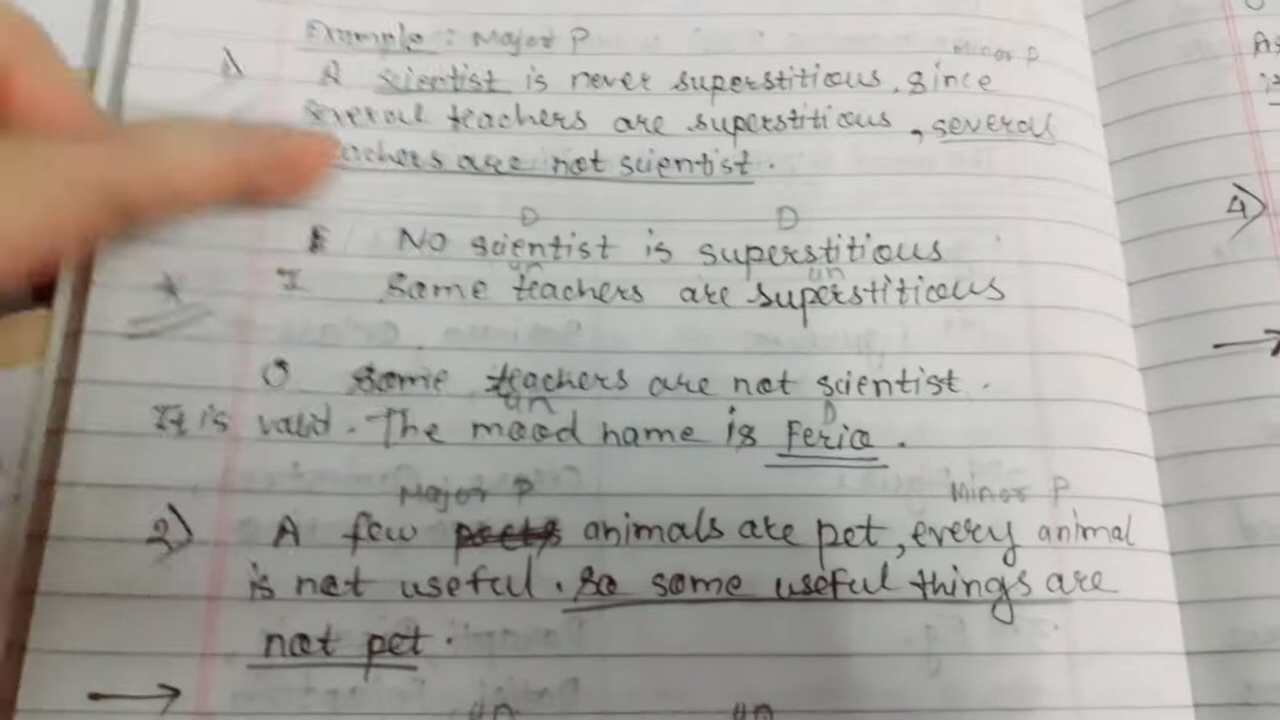 Example : Major P
Minor P
A scientist is never superstitious, since
several teachers are superstitious, several
teachers are not scientist.
D D
E No scientist is superstitious
un un
I Some teachers are superstitious
O some teachers are not scientist.
un D
It is valid. The mood name is Ferio.
Major P Minor P
2) A few animals are pet, every animal
is not useful. So some useful things are
not pet.
→
un un
4)
→